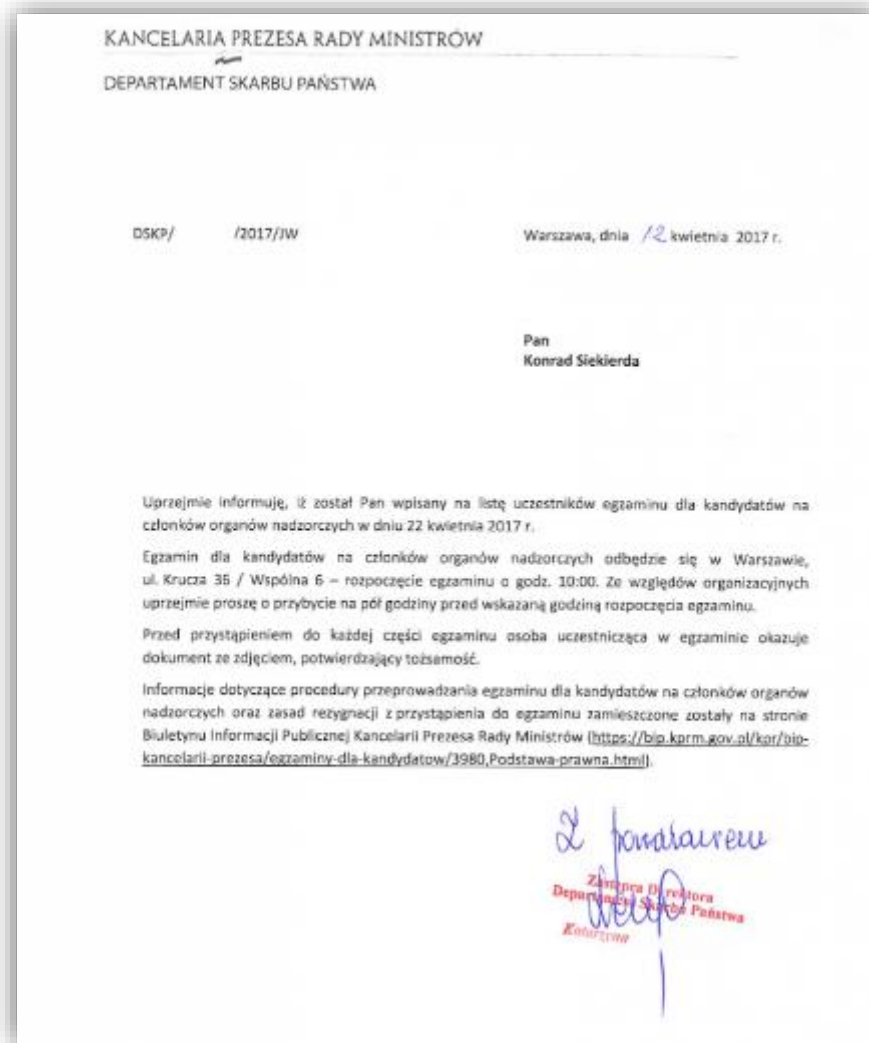 KANCELARIA PREZESA RADY MINISTRÓW
DEPARTAMENT SKARBU PAŃSTWA
DSKP/ /2017/JW
Warszawa, dnia 12 kwietnia 2017 r.
Pan
Konrad Siekierda
Uprzejmie informuję, iż został Pan wpisany na listę uczestników egzaminu dla kandydatów na
członków organów nadzorczych w dniu 22 kwietnia 2017 r.
Egzamin dla kandydatów na członków organów nadzorczych odbędzie się w Warszawie,
ul. Krucza 36 / Wspólna 6 – rozpoczęcie egzaminu o godz. 10:00. Ze względów organizacyjnych
uprzejmie proszę o przybycie na pół godziny przed wskazaną godziną rozpoczęcia egzaminu.
Przed przystąpieniem do każdej części egzaminu osoba uczestnicząca w egzaminie okazuje
dokument ze zdjęciem, potwierdzający tożsamość.
Informacje dotyczące procedury przeprowadzania egzaminu dla kandydatów na członków organów
nadzorczych oraz zasad rezygnacji z przystąpienia do egzaminu zamieszczone zostały na stronie
Biuletynu Informacji Publicznej Kancelarii Prezesa Rady Ministrów (https://bip.kprm.gov.pl/kpr/bip-
kancelarii-prezesa/egzaminy-dla-kandydatow/3980,Podstawa-prawna.html).
Z poważaniem
Zastępca Dyrektora
Departamentu Skarbu Państwa
Katarzyna